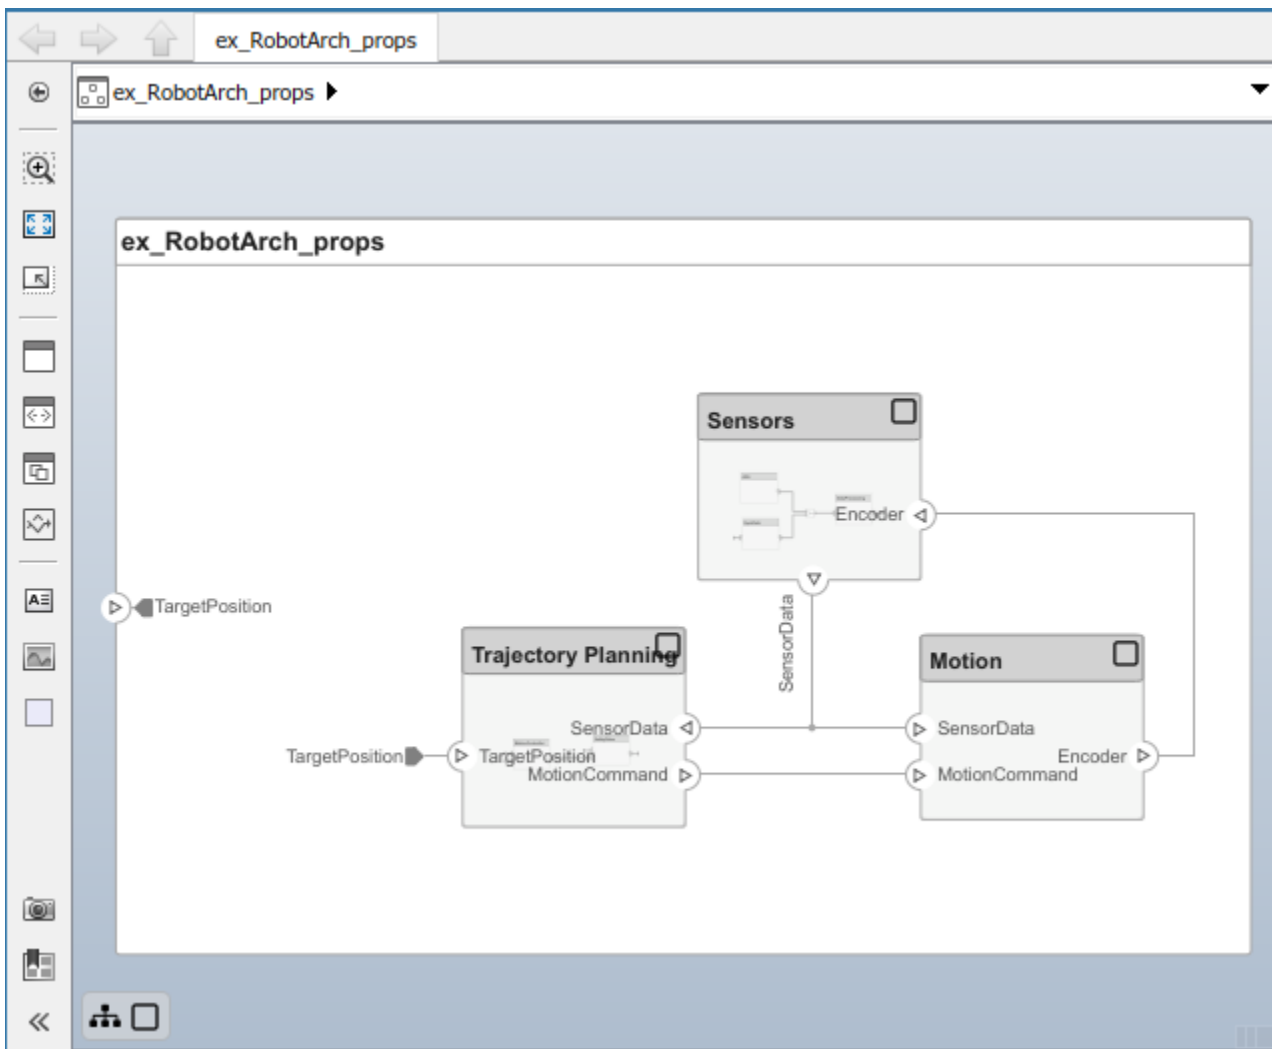 ex_RobotArch_props
ex_RobotArch_props
ex_RobotArch_props
Sensors
Encoder
SensorData
TargetPosition
Trajectory Planning
SensorData
TargetPosition
TargetPosition
MotionCommand
Motion
SensorData
Encoder
MotionCommand